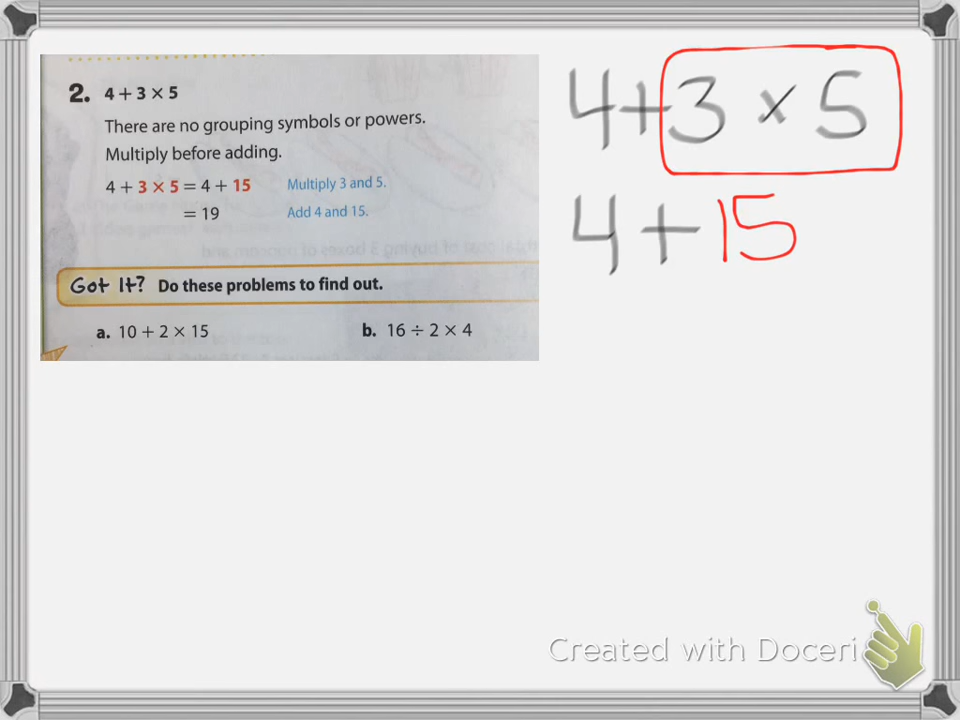 2. 4 + 3 × 5
There are no grouping symbols or powers.
Multiply before adding.
4 + 3 × 5 = 4 + 15 Multiply 3 and 5.
= 19 Add 4 and 15.
Got It? Do these problems to find out.
a. 10 + 2 × 15 b. 16 ÷ 2 × 4
4+3 × 5
4+15
Created with Doceri